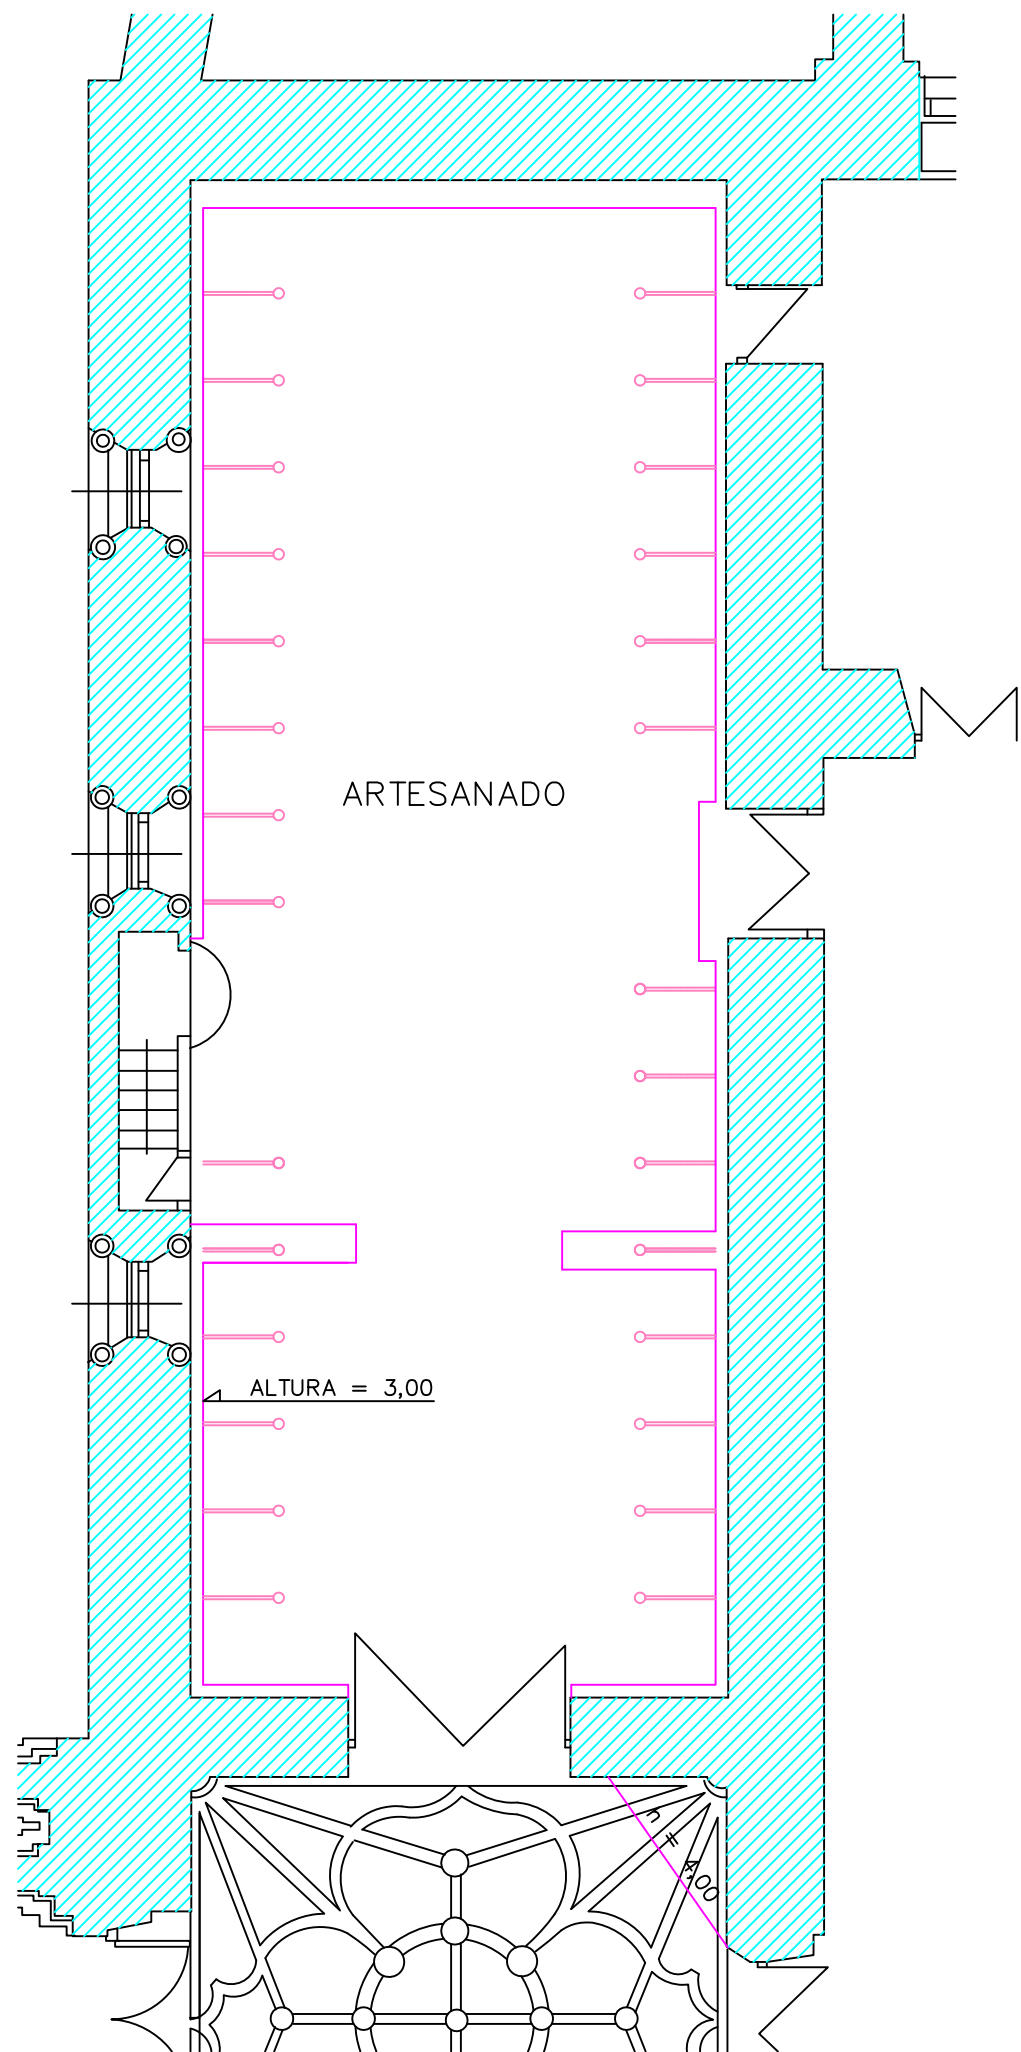 ARTESANADO
ALTURA = 3,00
h = 4,00